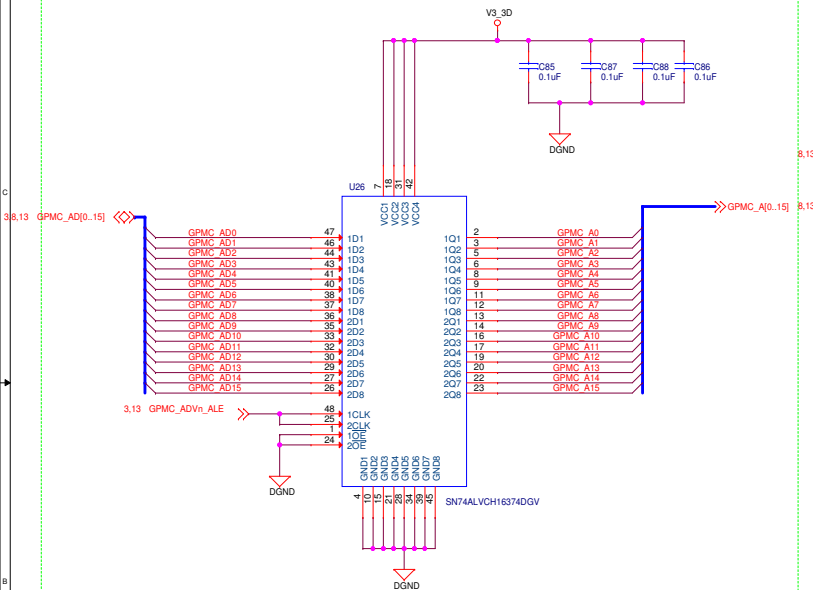 V3_3D
C85
0.1uF
C87
0.1uF
C88
0.1uF
C86
0.1uF
DGND
8,13
C
U26
7
18
31
42
VCC1
VCC2
VCC3
VCC4
3,8,13 GPMC_AD[0..15]
GPMC_A[0..15] 8,13
GPMC_AD0 47 1D1 1Q1 2 GPMC_A0
GPMC_AD1 46 1D2 1Q2 3 GPMC_A1
GPMC_AD2 44 1D3 1Q3 5 GPMC_A2
GPMC_AD3 43 1D4 1Q4 6 GPMC_A3
GPMC_AD4 41 1D5 1Q5 8 GPMC_A4
GPMC_AD5 40 1D6 1Q6 9 GPMC_A5
GPMC_AD6 38 1D7 1Q7 11 GPMC_A6
GPMC_AD7 37 1D8 1Q8 12 GPMC_A7
GPMC_AD8 36 2D1 2Q1 13 GPMC_A8
GPMC_AD9 35 2D2 2Q2 14 GPMC_A9
GPMC_AD10 33 2D3 2Q3 16 GPMC_A10
GPMC_AD11 32 2D4 2Q4 17 GPMC_A11
GPMC_AD12 30 2D5 2Q5 19 GPMC_A12
GPMC_AD13 29 2D6 2Q6 20 GPMC_A13
GPMC_AD14 27 2D7 2Q7 22 GPMC_A14
GPMC_AD15 26 2D8 2Q8 23 GPMC_A15
3,13 GPMC_ADVn_ALE 48 1CLK
25 2CLK
1 1OE
24 2OE
DGND
GND1
GND2
GND3
GND4
GND5
GND6
GND7
GND8
4
10
15
21
28
34
39
45
SN74ALVCH16374DGV
DGND
B